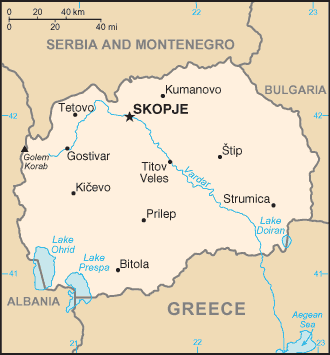 0 20 40 km
0 20 40 mi
22
SERBIA AND MONTENEGRO
BULGARIA
Kumanovo
Tetovo
SKOPJE
42
42
Golem
Korab
Gostivar
Štip
Titov
Veles
Vardar
Kičevo
Strumica
Prilep
Lake
Doiran
Lake
Ohrid
Lake
Prespa
Bitola
41
41
ALBANIA
GREECE
Aegean
Sea
21
22
23